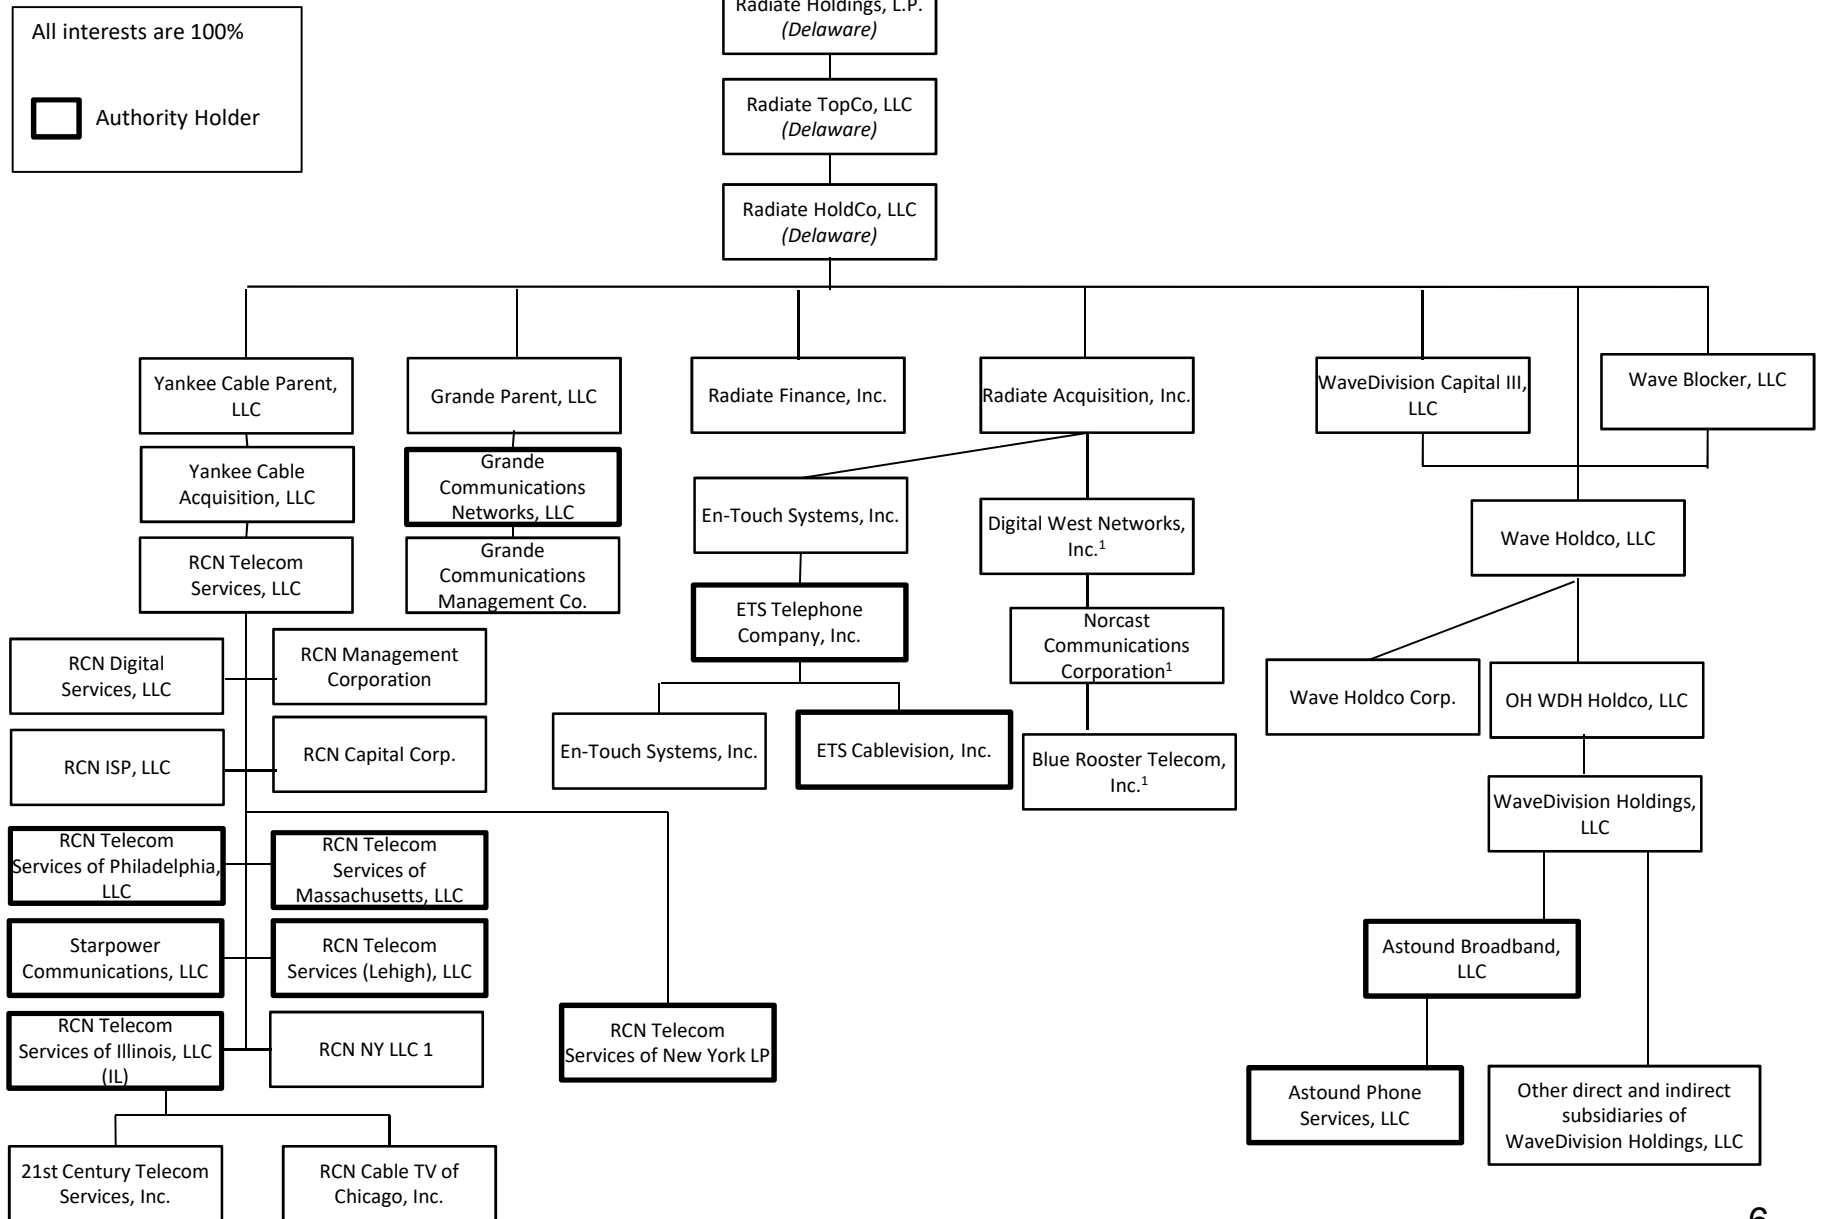 All interests are 100%
Authority Holder
Radiate Holdings, L.P.
(Delaware)
Radiate TopCo, LLC
(Delaware)
Radiate HoldCo, LLC
(Delaware)
Yankee Cable Parent,
LLC
Grande Parent, LLC
Radiate Finance, Inc.
Radiate Acquisition, Inc.
WaveDivision Capital III,
LLC
Wave Blocker, LLC
Yankee Cable
Acquisition, LLC
Grande
Communications
Networks, LLC
En-Touch Systems, Inc.
Digital West Networks,
Inc.1
Wave Holdco, LLC
RCN Telecom
Services, LLC
Grande
Communications
Management Co.
ETS Telephone
Company, Inc.
Norcast
Communications
Corporation1
RCN Digital
Services, LLC
RCN Management
Corporation
Wave Holdco Corp.
OH WDH Holdco, LLC
RCN ISP, LLC
RCN Capital Corp.
En-Touch Systems, Inc.
ETS Cablevision, Inc.
Blue Rooster Telecom,
Inc.1
WaveDivision Holdings,
LLC
RCN Telecom
Services of Philadelphia,
LLC
RCN Telecom
Services of
Massachusetts, LLC
Starpower
Communications, LLC
RCN Telecom
Services (Lehigh), LLC
Astound Broadband,
LLC
RCN Telecom
Services of Illinois, LLC
(IL)
RCN NY LLC 1
RCN Telecom
Services of New York LP
Astound Phone
Services, LLC
Other direct and indirect
subsidiaries of
WaveDivision Holdings, LLC
21st Century Telecom
Services, Inc.
RCN Cable TV of
Chicago, Inc.
6